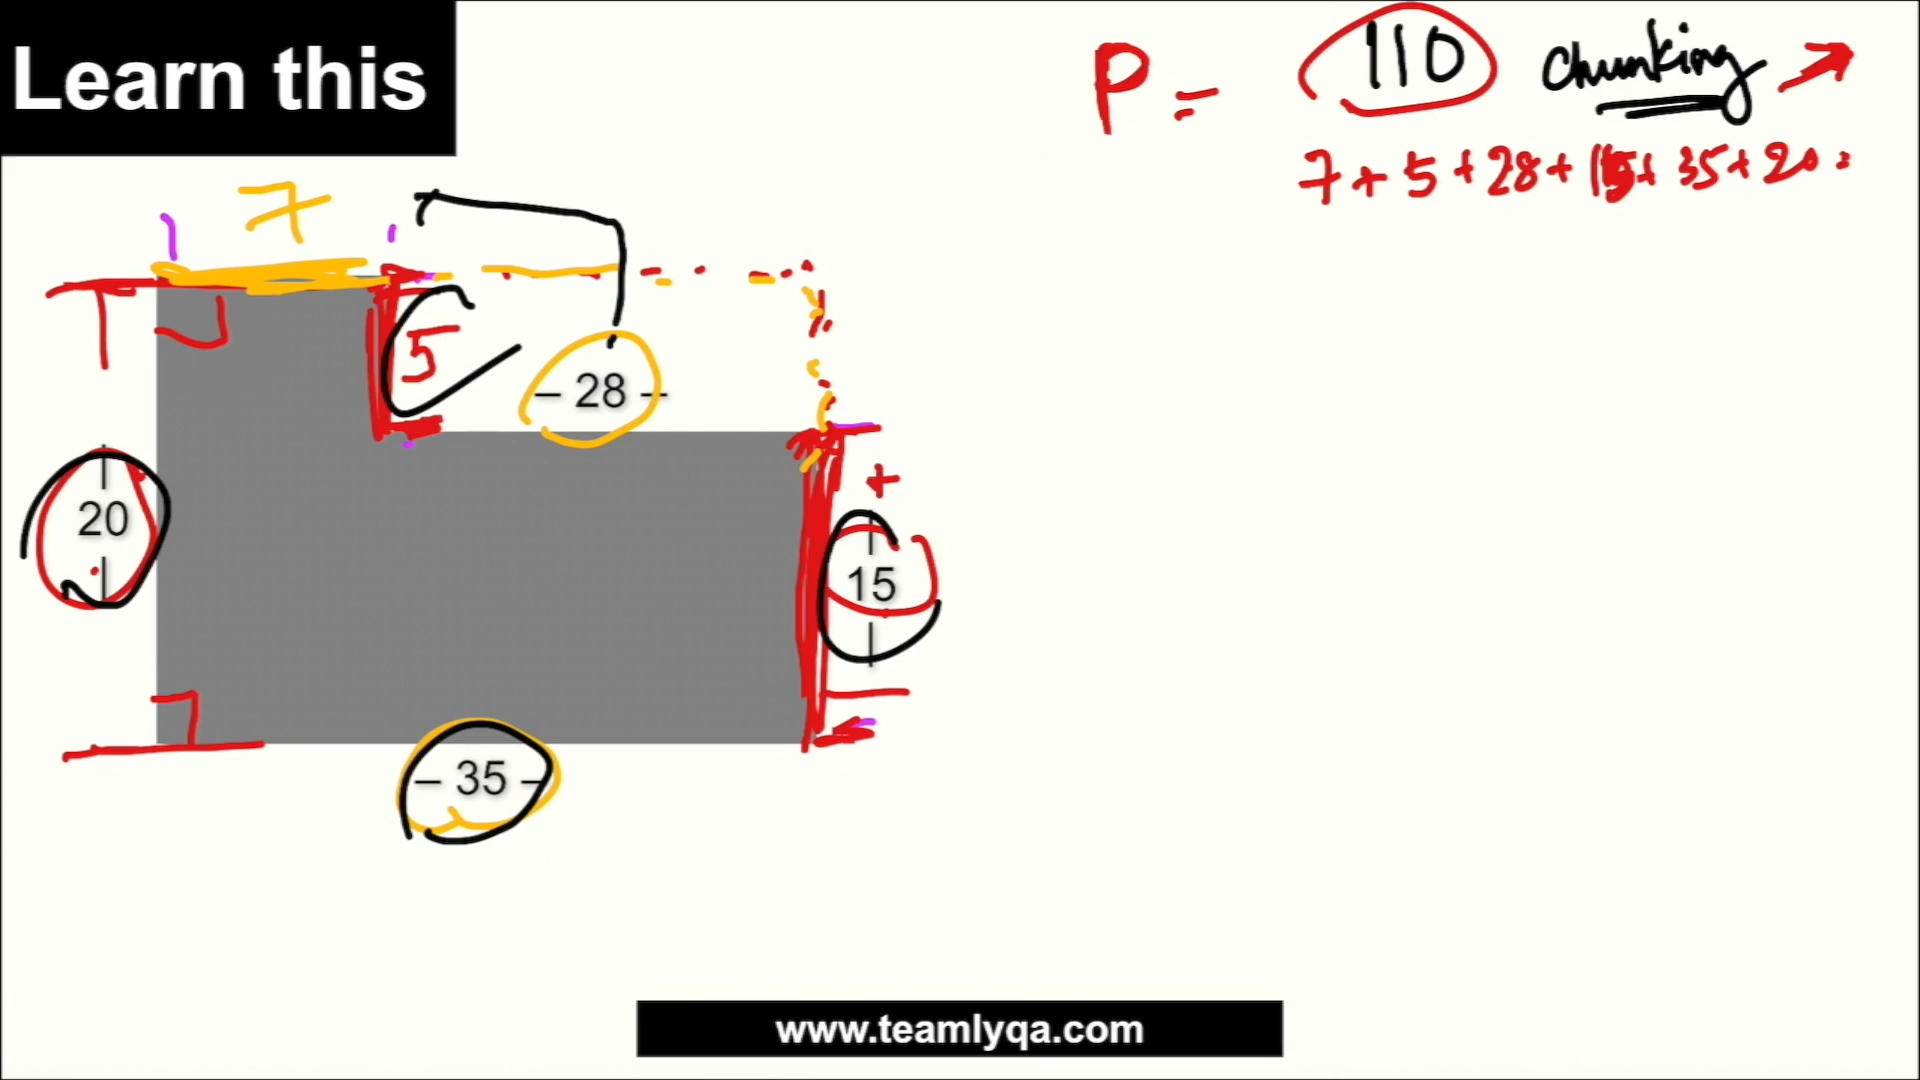 Learn this
P = 110 chunking
7 + 5 + 28 + 15 + 35 + 20 =
7
5
– 28 –
20
+
15
– 35 –
www.teamlyqa.com